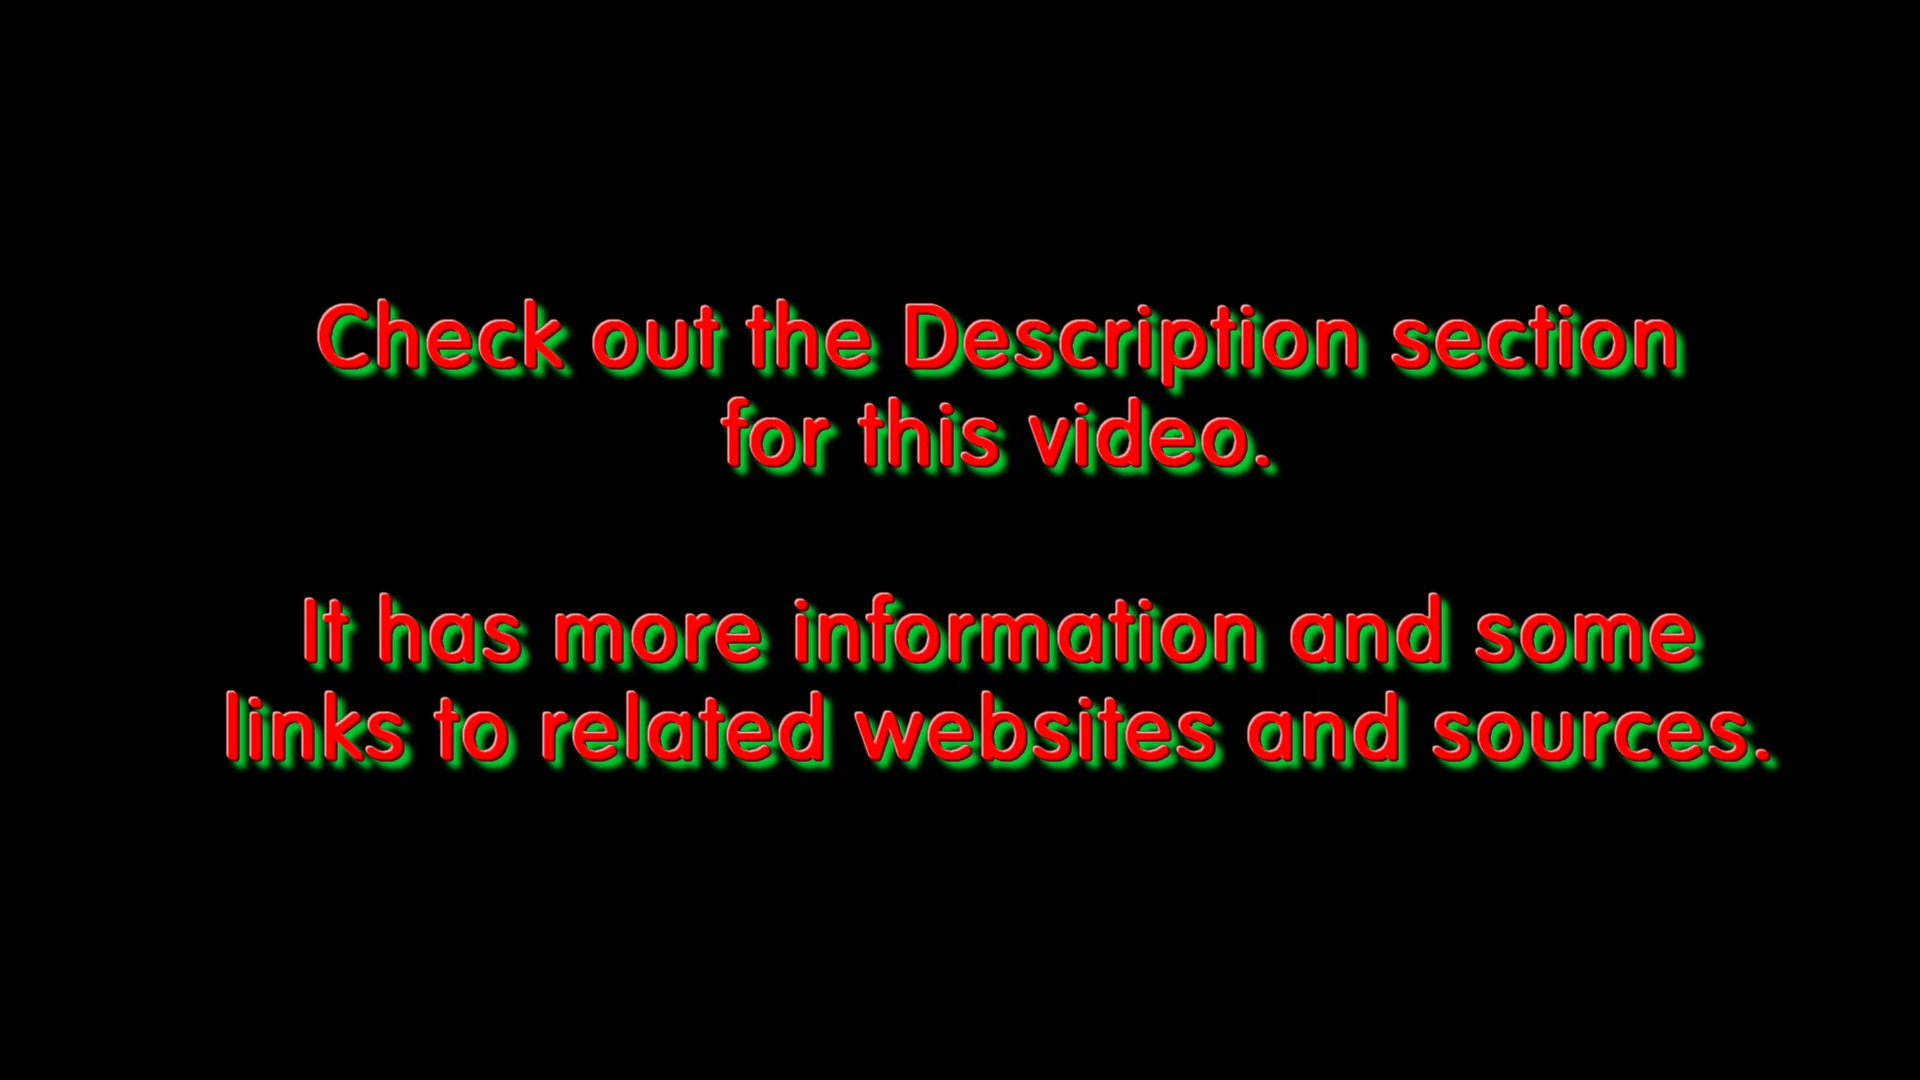 Check out the Description section
for this video.
It has more information and some
links to related websites and sources.